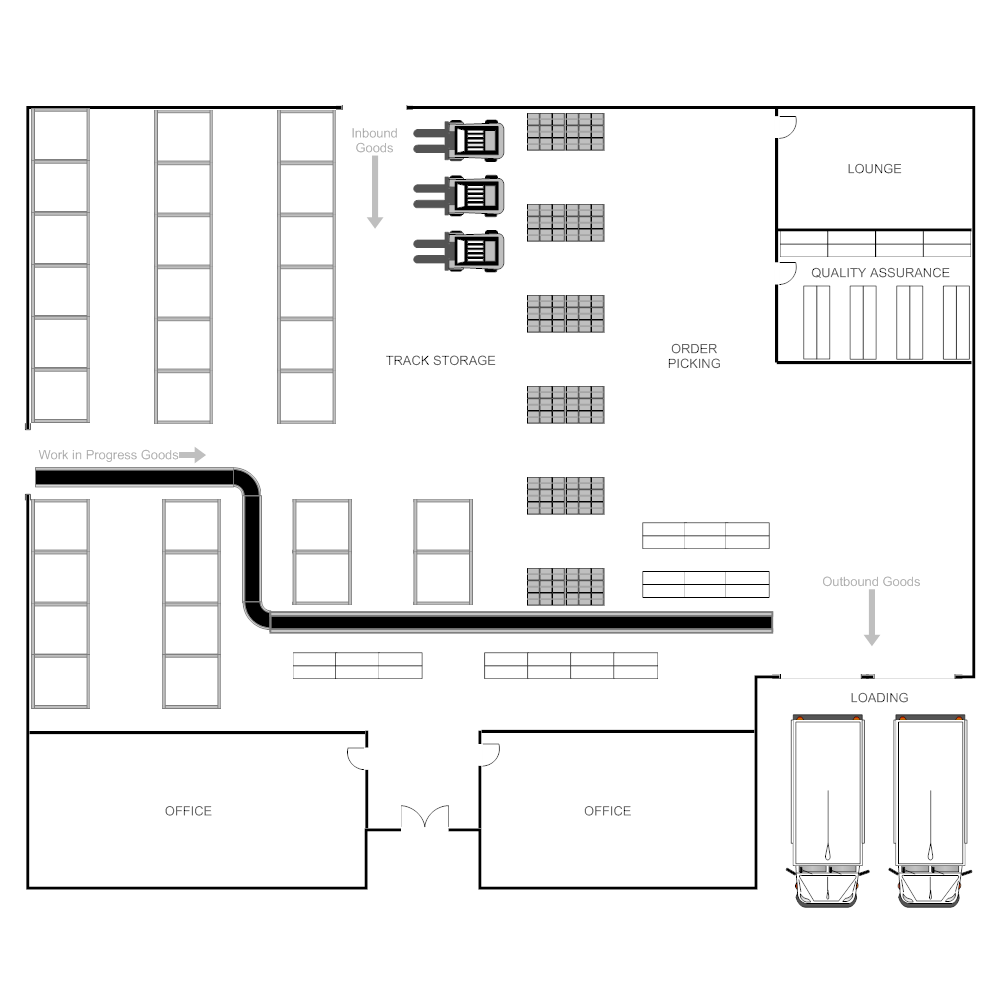 Inbound
Goods
LOUNGE
QUALITY ASSURANCE
TRACK STORAGE
ORDER
PICKING
Work in Progress Goods
Outbound Goods
LOADING
OFFICE
OFFICE